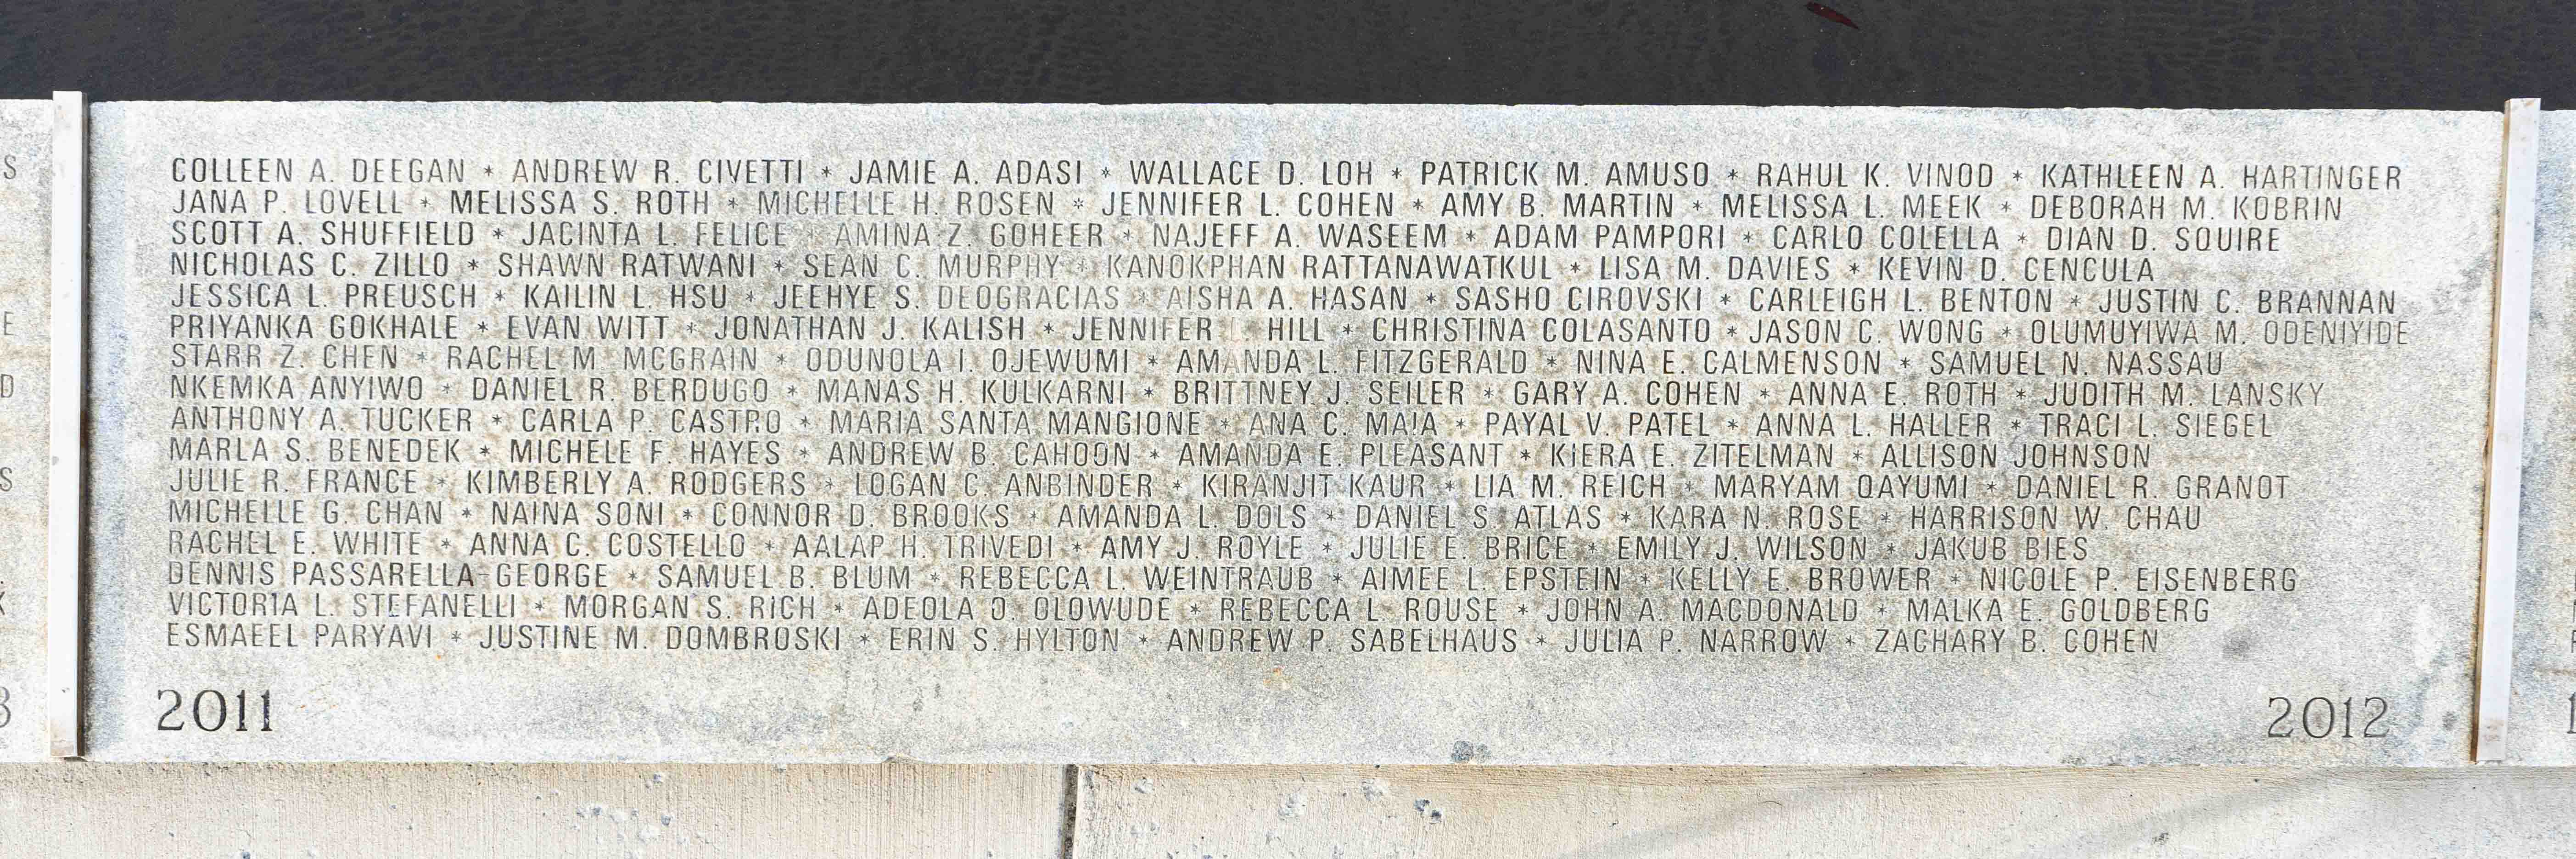 COLLEEN A. DEEGAN * ANDREW R. CIVETTI * JAMIE A. ADASI * WALLACE D. LOH * PATRICK M. AMUSO * RAHUL K. VINOD * KATHLEEN A. HARTINGER
JANA P. LOVELL * MELISSA S. ROTH * MICHELLE H. ROSEN * JENNIFER L. COHEN * AMY B. MARTIN * MELISSA L. MEEK * DEBORAH M. KOBRIN
SCOTT A. SHUFFIELD * JACINTA L. FELICE * AMINA Z. GOHEER * NAJEFF A. WASEEM * ADAM PAMPORI * CARLO COLELLA * DIAN D. SQUIRE
NICHOLAS C. ZILLO * SHAWN RATWANI * SEAN C. MURPHY * KANOKPHAN RATTANAWATKUL * LISA M. DAVIES * KEVIN D. CENCULA
JESSICA L. PREUSCH * KAILIN L. HSU * JEEHYE S. DEOGRACIAS * AISHA A. HASAN * SASHO CIROVSKI * CARLEIGH L. BENTON * JUSTIN C. BRANNAN
PRIYANKA GOKHALE * EVAN WITT * JONATHAN J. KALISH * JENNIFER L. HILL * CHRISTINA COLASANTO * JASON C. WONG * OLUMUYIWA M. ODENIYIDE
STARR Z. CHEN * RACHEL M. MCGRAIN * ODUNOLA I. OJEWUMI * AMANDA L. FITZGERALD * NINA E. CALMENSON * SAMUEL N. NASSAU
NKEMKA ANYIWO * DANIEL R. BERDUGO * MANAS H. KULKARNI * BRITTNEY J. SEILER * GARY A. COHEN * ANNA E. ROTH * JUDITH M. LANSKY
ANTHONY A. TUCKER * CARLA P. CASTRO * MARIA SANTA MANGIONE * ANA C. MAIA * PAYAL V. PATEL * ANNA L. HALLER * TRACI L. SIEGEL
MARLA S. BENEDEK * MICHELE F. HAYES * ANDREW B. CAHOON * AMANDA E. PLEASANT * KIERA E. ZITELMAN * ALLISON JOHNSON
JULIE R. FRANCE * KIMBERLY A. RODGERS * LOGAN C. ANBINDER * KIRANJIT KAUR * LIA M. REICH * MARYAM QAYUMI * DANIEL R. GRANOT
MICHELLE G. CHAN * NAINA SONI * CONNOR D. BROOKS * AMANDA L. DOLS * DANIEL S. ATLAS * KARA N. ROSE * HARRISON W. CHAU
RACHEL E. WHITE * ANNA C. COSTELLO * AALAP H. TRIVEDI * AMY J. ROYLE * JULIE E. BRICE * EMILY J. WILSON * JAKUB BIES
DENNIS PASSARELLA-GEORGE * SAMUEL B. BLUM * REBECCA L. WEINTRAUB * AIMEE L. EPSTEIN * KELLY E. BROWER * NICOLE P. EISENBERG
VICTORIA L. STEFANELLI * MORGAN S. RICH * ADEOLA O. OLOWUDE * REBECCA L. ROUSE * JOHN A. MACDONALD * MALKA E. GOLDBERG
ESMAEEL PARYAVI * JUSTINE M. DOMBROSKI * ERIN S. HYLTON * ANDREW P. SABELHAUS * JULIA P. NARROW * ZACHARY B. COHEN
2011 2012